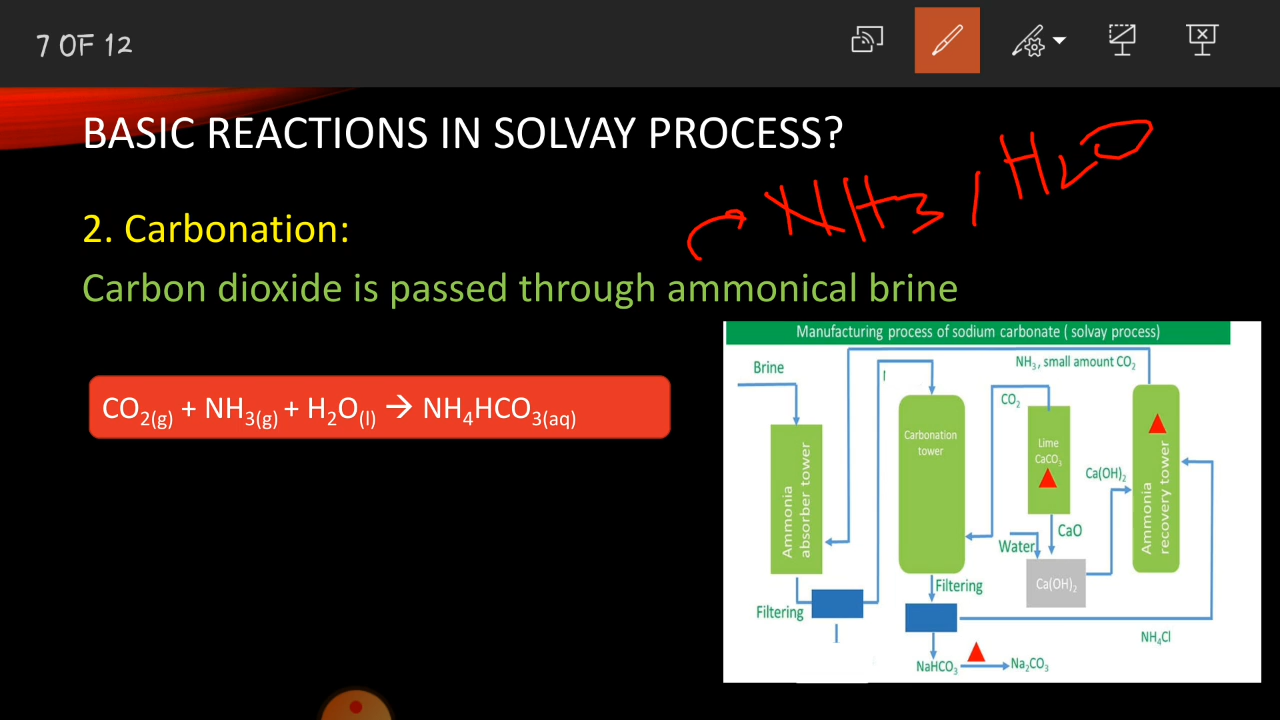 7 OF 12
BASIC REACTIONS IN SOLVAY PROCESS?
NH3, H2O
2. Carbonation:
Carbon dioxide is passed through ammonical brine
CO₂(g) + NH₃(g) + H₂O(l) → NH₄HCO₃(aq)
Manufacturing process of sodium carbonate ( solvay process)
Brine
NH₃, small amount CO₂
CO₂
Carbonation
tower
Lime
CaCO₃
Ammonia
absorber tower
Ca(OH)₂
Ammonia
recovery tower
CaO
Water
Ca(OH)₂
Filtering
Filtering
NH₄Cl
NaHCO₃
Na₂CO₃